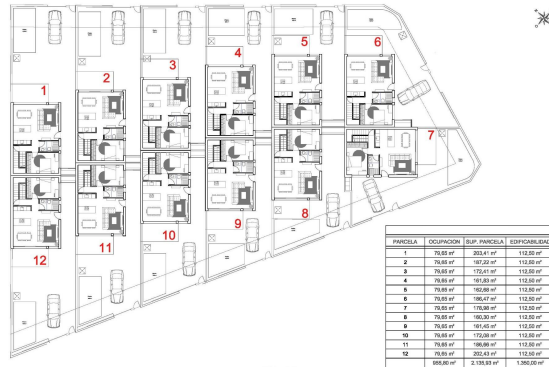 5
6
4
3
2
1
7
8
9
10
11
12
PARCELA OCUPACION SUP. PARCELA EDIFICABILIDAD
1 79,65 m² 203,41 m² 112,50 m²
2 79,65 m² 187,22 m² 112,50 m²
3 79,65 m² 172,41 m² 112,50 m²
4 79,65 m² 161,83 m² 112,50 m²
5 79,65 m² 162,68 m² 112,50 m²
6 79,65 m² 186,47 m² 112,50 m²
7 79,65 m² 178,98 m² 112,50 m²
8 79,65 m² 160,30 m² 112,50 m²
9 79,65 m² 161,45 m² 112,50 m²
10 79,65 m² 172,08 m² 112,50 m²
11 79,65 m² 186,66 m² 112,50 m²
12 79,65 m² 202,43 m² 112,50 m²
955,80 m² 2.135,93 m² 1.350,00 m²